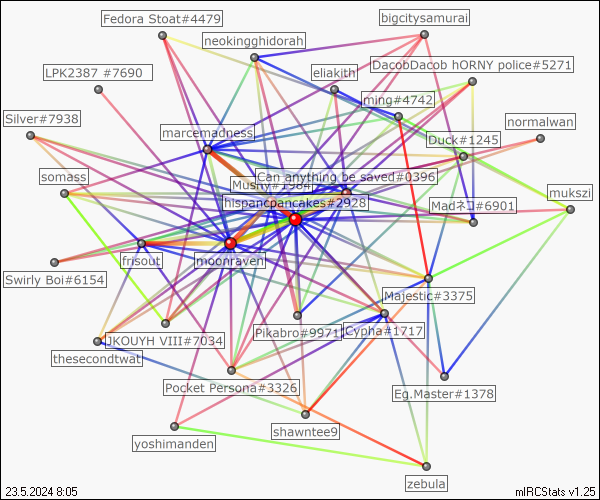 Fedora Stoat#4479
bigcitysamurai
neokingghidorah
eliakith
DacobDacob hORNY police#5271
LPK2387 #7690
ming#4742
Silver#7938
marcemadness
Duck#1245
normalwan
somass
Mushy#1984
Can anything be saved#0396
hispancpancakes#2928
Madネコ#6901
mukszi
frisout
moonraven
Swirly Boi#6154
Majestic#3375
JKOUYH VIII#7034
Pikabro#9971
Cypha#1717
thesecondtwat
Pocket Persona#3326
Eg.Master#1378
shawntee9
yoshimanden
zebula
23.5.2024 8:05
mIRCStats v1.25